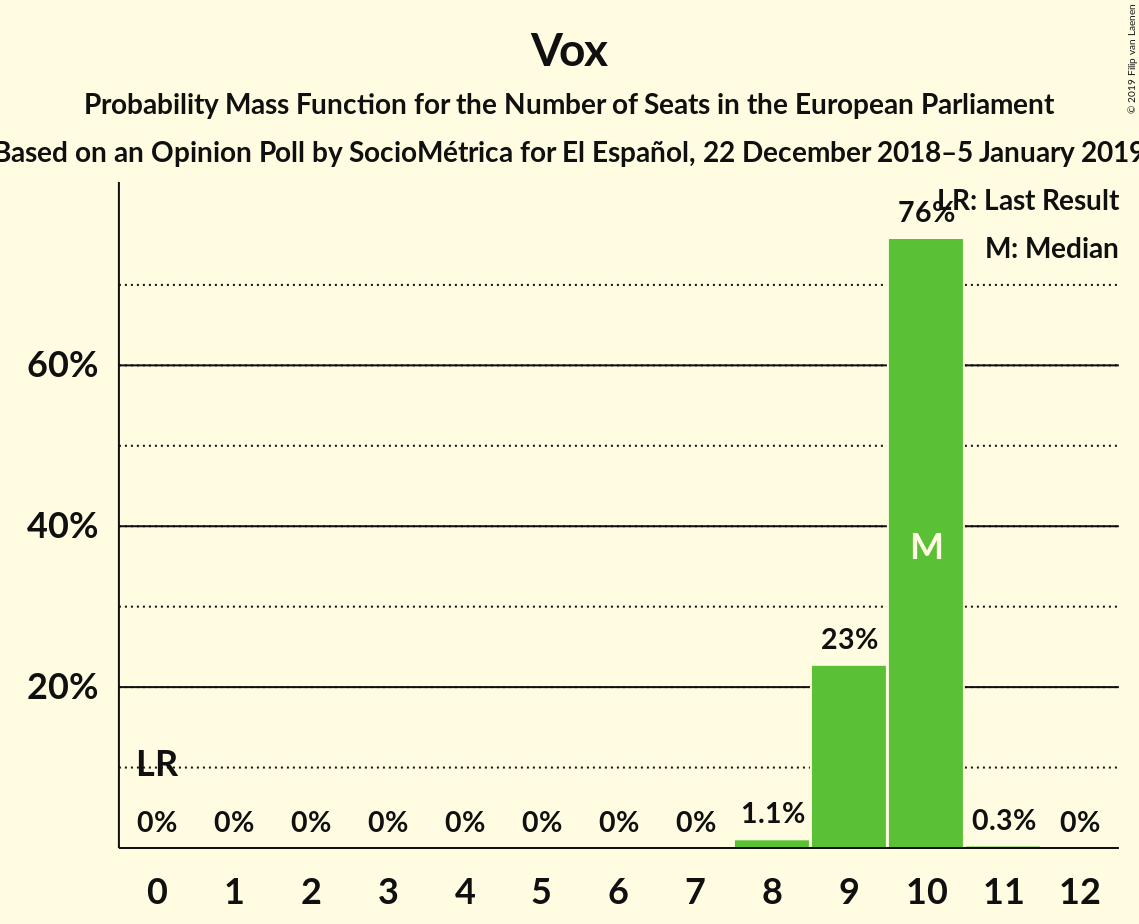 Vox
Probability Mass Function for the Number of Seats in the European Parliament
Based on an Opinion Poll by SocioMétrica for El Español, 22 December 2018–5 January 2019
© 2019 Filip van Laenen
LR: Last Result
M: Median
76%
60%
40%
M
23%
20%
LR
0% 0% 0% 0% 0% 0% 0% 0% 1.1% 0.3% 0%
0 1 2 3 4 5 6 7 8 9 10 11 12